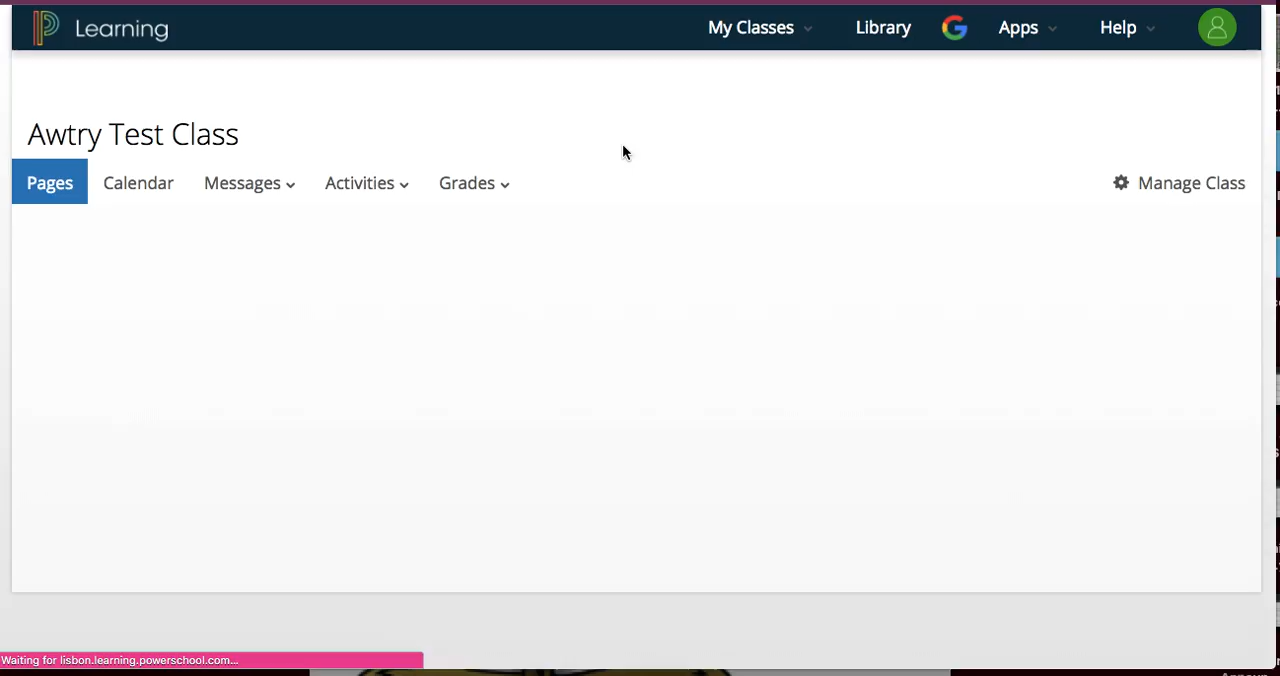 Learning My Classes Library Apps Help
Awtry Test Class
Pages Calendar Messages Activities Grades Manage Class
Waiting for lisbon.learning.powerschool.com...